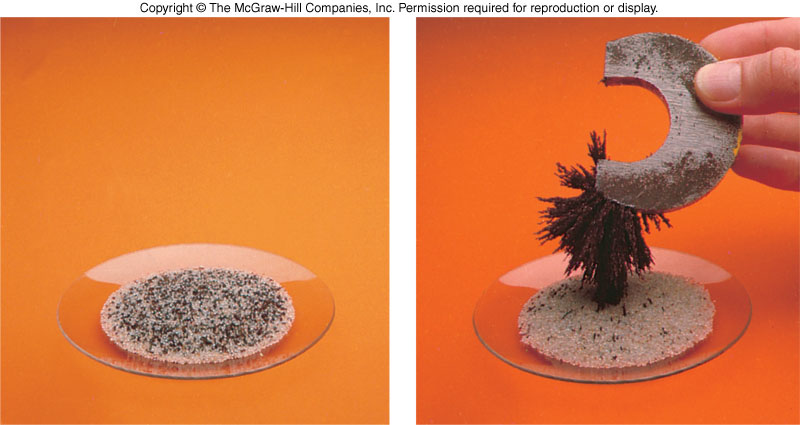 Copyright © The McGraw-Hill Companies, Inc. Permission required for reproduction or display.